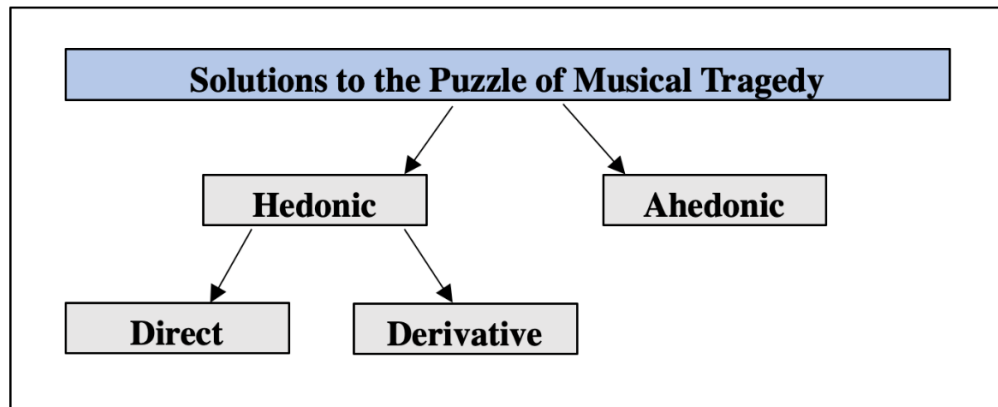 Solutions to the Puzzle of Musical Tragedy
Hedonic
Ahedonic
Direct
Derivative